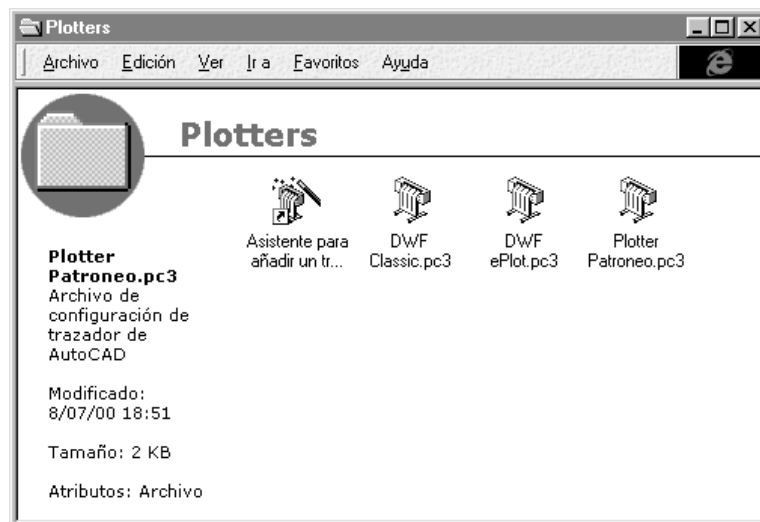 Plotters
Archivo Edición Ver Ir a Favoritos Ayuda
Plotters
Asistente para
añadir un tr...
DWF
Classic.pc3
DWF
ePlot.pc3
Plotter
Patroneo.pc3
Plotter
Patroneo.pc3
Archivo de
configuración de
trazador de
AutoCAD
Modificado:
8/07/00 18:51
Tamaño: 2 KB
Atributos: Archivo